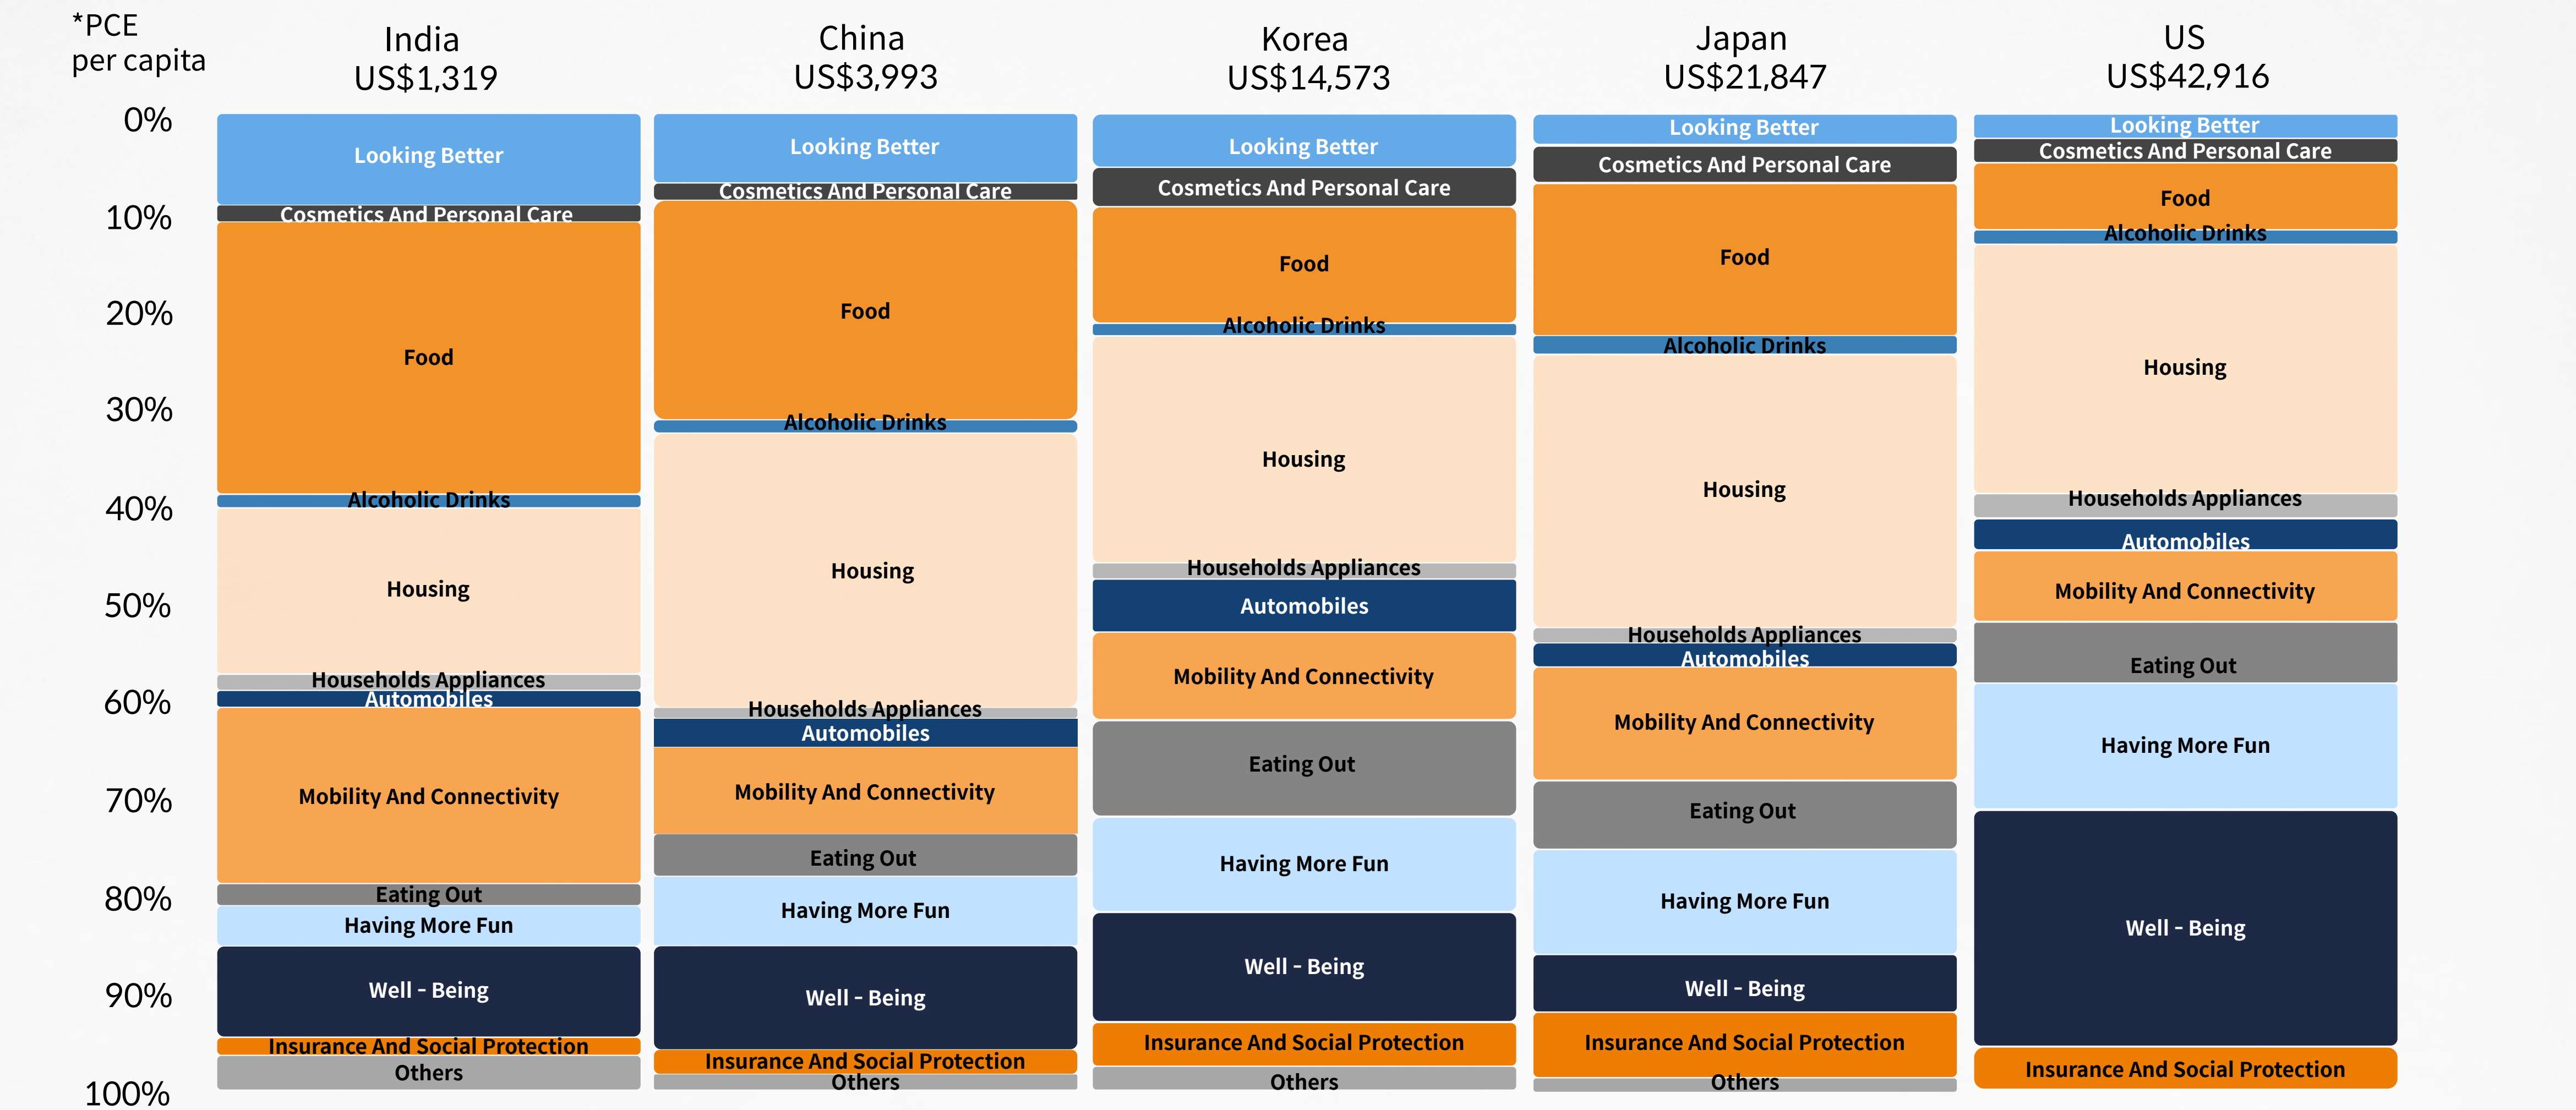 *PCE
per capita
India
US$1,319
China
US$3,993
Korea
US$14,573
Japan
US$21,847
US
US$42,916
0%
10%
20%
30%
40%
50%
60%
70%
80%
90%
100%
Looking Better
Cosmetics And Personal Care
Food
Alcoholic Drinks
Housing
Households Appliances
Automobiles
Mobility And Connectivity
Eating Out
Having More Fun
Well - Being
Insurance And Social Protection
Others
Looking Better
Cosmetics And Personal Care
Food
Alcoholic Drinks
Housing
Households Appliances
Automobiles
Mobility And Connectivity
Eating Out
Having More Fun
Well - Being
Insurance And Social Protection
Others
Looking Better
Cosmetics And Personal Care
Food
Alcoholic Drinks
Housing
Households Appliances
Automobiles
Mobility And Connectivity
Eating Out
Having More Fun
Well - Being
Insurance And Social Protection
Others
Looking Better
Cosmetics And Personal Care
Food
Alcoholic Drinks
Housing
Households Appliances
Automobiles
Mobility And Connectivity
Eating Out
Having More Fun
Well - Being
Insurance And Social Protection
Others
Looking Better
Cosmetics And Personal Care
Food
Alcoholic Drinks
Housing
Households Appliances
Automobiles
Mobility And Connectivity
Eating Out
Having More Fun
Well - Being
Insurance And Social Protection